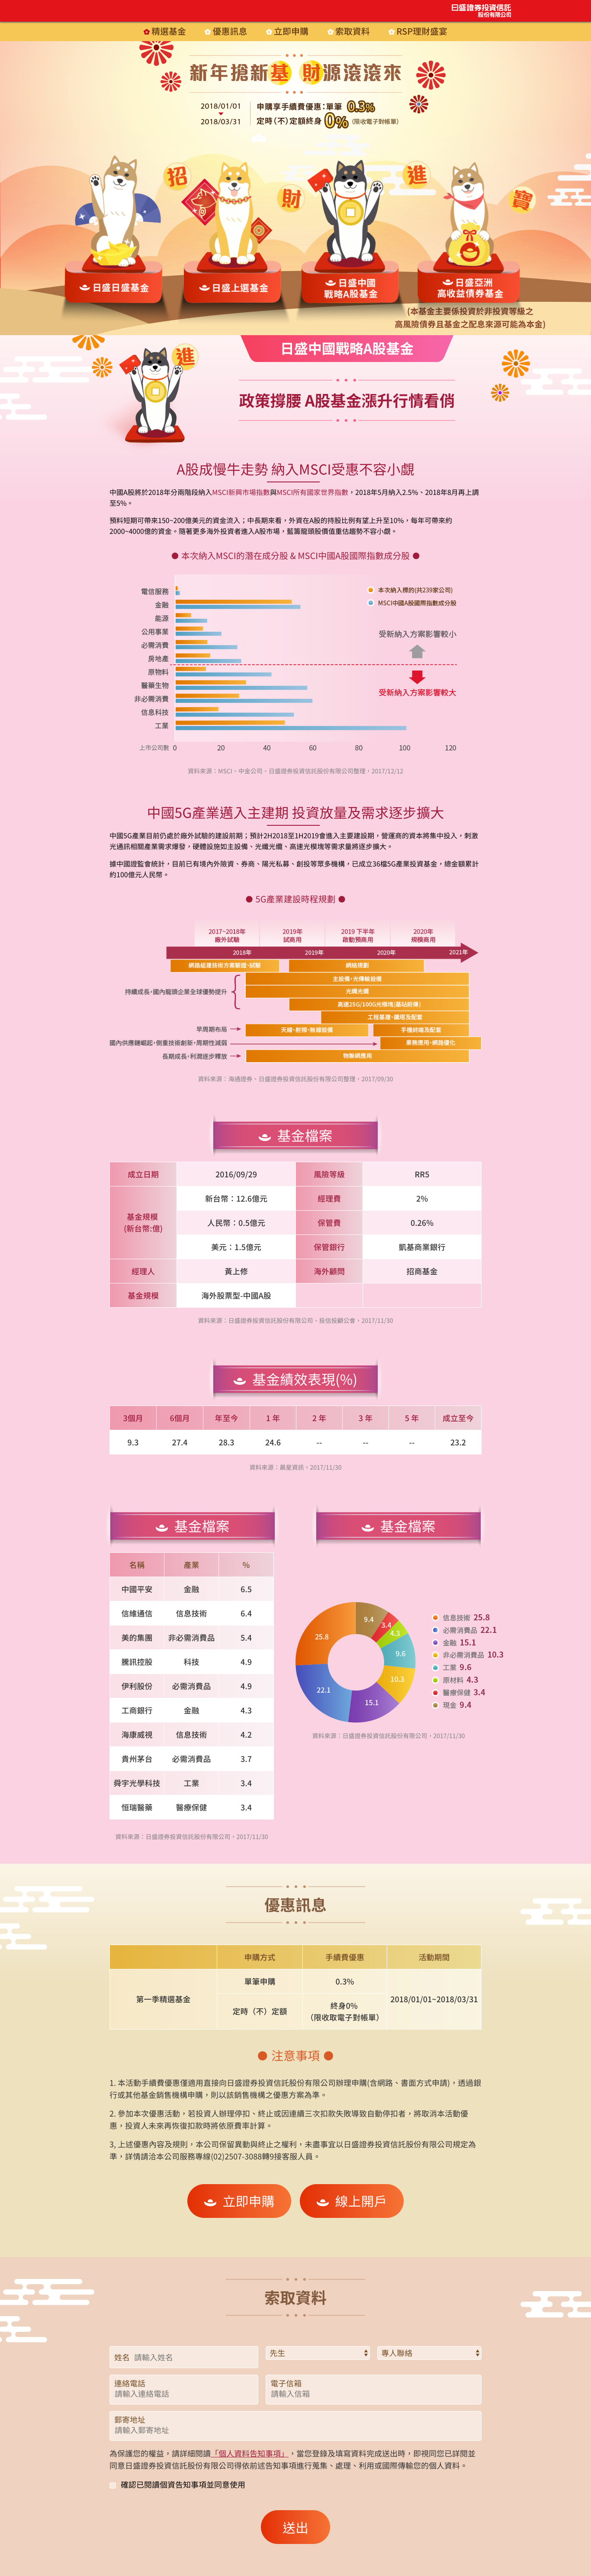 日盛證券投資信託
股份有限公司
精選基金 優惠訊息 立即申購 索取資料 RSP理財盛宴
新年搶新基 財源滾滾來
2018/01/01
2018/03/31
申購享手續費優惠:單筆 0.3%
定時(不)定額終身 0% (限收電子對帳單)
招 財 進 寶
日盛日盛基金
日盛上選基金
日盛中國
戰略A股基金
日盛亞洲
高收益債券基金
(本基金主要係投資於非投資等級之
高風險債券且基金之配息來源可能為本金)
進
日盛中國戰略A股基金
政策撐腰 A股基金漲升行情看俏
A股成慢牛走勢 納入MSCI受惠不容小覷
中國A股將於2018年分兩階段納入MSCI新興市場指數與MSCI所有國家世界指數，2018年5月納入2.5%、2018年8月再上調
至5%。
預料短期可帶來150~200億美元的資金流入；中長期來看，外資在A股的持股比例有望上升至10%，每年可帶來約
2000~4000億的資金。隨著更多海外投資者進入A股市場，藍籌龍頭股價值重估趨勢不容小覷。
● 本次納入MSCI的潛在成分股 & MSCI中國A股國際指數成分股 ●
本次納入標的(共239家公司)
MSCI中國A股國際指數成分股
電信服務
金融
能源
公用事業
必需消費
房地產
原物料
醫藥生物
非必需消費
信息科技
工業
受新納入方案影響較小
受新納入方案影響較大
上市公司數 0 20 40 60 80 100 120
資料來源：MSCI、中金公司、日盛證券投資信託股份有限公司整理，2017/12/12
中國5G產業邁入主建期 投資放量及需求逐步擴大
中國5G產業目前仍處於廠外試驗的建設前期；預計2H2018至1H2019會進入主要建設期，營運商的資本將集中投入，刺激
光通訊相關產業需求爆發，硬體設施如主設備、光纖光纜、高速光模塊等需求量將逐步擴大。
據中國證監會統計，目前已有境內外險資、券商、陽光私募、創投等眾多機構，已成立36檔5G產業投資基金，總金額累計
約100億元人民幣。
● 5G產業建設時程規劃 ●
2017~2018年 2019年 2019 下半年 2020年
廠外試驗 試商用 啟動預商用 規模商用
2018年 2019年 2020年 2021年
網路組建技術方案驗證‧試驗 網絡規劃
主設備‧光傳輸設備
持續成長‧國內龍頭企業全球優勢提升 光纖光纜
高速25G/100G光模塊(基站前傳)
工程基建‧鐵塔及配套
早周期布局 天線‧射頻‧無線設備 手機終端及配套
國內供應鏈崛起‧側重技術創新‧周期性減弱 業務應用‧網路優化
長期成長‧利潤逐步釋放 物聯網應用
資料來源：海通證券、日盛證券投資信託股份有限公司整理，2017/09/30
基金檔案
成立日期 2016/09/29 風險等級 RR5
基金規模
(新台幣:億)
新台幣：12.6億元 經理費 2%
人民幣：0.5億元 保管費 0.26%
美元：1.5億元 保管銀行 凱基商業銀行
經理人 黃上修 海外顧問 招商基金
基金規模 海外股票型-中國A股
資料來源：日盛證券投資信託股份有限公司、投信投顧公會，2017/11/30
基金績效表現(%)
3個月 6個月 年至今 1 年 2 年 3 年 5 年 成立至今
9.3 27.4 28.3 24.6 -- -- -- 23.2
資料來源：晨星資訊，2017/11/30
基金檔案
名稱 產業 %
中國平安 金融 6.5
信維通信 信息技術 6.4
美的集團 非必需消費品 5.4
騰訊控股 科技 4.9
伊利股份 必需消費品 4.9
工商銀行 金融 4.3
海康威視 信息技術 4.2
貴州茅台 必需消費品 3.7
舜宇光學科技 工業 3.4
恒瑞醫藥 醫療保健 3.4
資料來源：日盛證券投資信託股份有限公司，2017/11/30
基金檔案
9.4
3.4
4.3
9.6
10.3
15.1
22.1
25.8
信息技術 25.8
必需消費品 22.1
金融 15.1
非必需消費品 10.3
工業 9.6
原材料 4.3
醫療保健 3.4
現金 9.4
資料來源：日盛證券投資信託股份有限公司，2017/11/30
優惠訊息
申購方式 手續費優惠 活動期間
第一季精選基金
單筆申購 0.3%
2018/01/01~2018/03/31
定時（不）定額 終身0%
（限收取電子對帳單）
● 注意事項 ●
1. 本活動手續費優惠僅適用直接向日盛證券投資信託股份有限公司辦理申購(含網路、書面方式申請)，透過銀
行或其他基金銷售機構申購，則以該銷售機構之優惠方案為準。
2. 參加本次優惠活動，若投資人辦理停扣、終止或因連續三次扣款失敗導致自動停扣者，將取消本活動優
惠，投資人未來再恢復扣款時將依原費率計算。
3, 上述優惠內容及規則，本公司保留異動與終止之權利，未盡事宜以日盛證券投資信託股份有限公司規定為
準，詳情請洽本公司服務專線(02)2507-3088轉9接客服人員。
立即申購
線上開戶
索取資料
姓名 請輸入姓名
先生
專人聯絡
連絡電話
請輸入連絡電話
電子信箱
請輸入信箱
郵寄地址
請輸入郵寄地址
為保護您的權益，請詳細閱讀「個人資料告知事項」，當您登錄及填寫資料完成送出時，即視同您已詳閱並
同意日盛證券投資信託股份有限公司得依前述告知事項進行蒐集、處理、利用或國際傳輸您的個人資料。
確認已閱讀個資告知事項並同意使用
送出